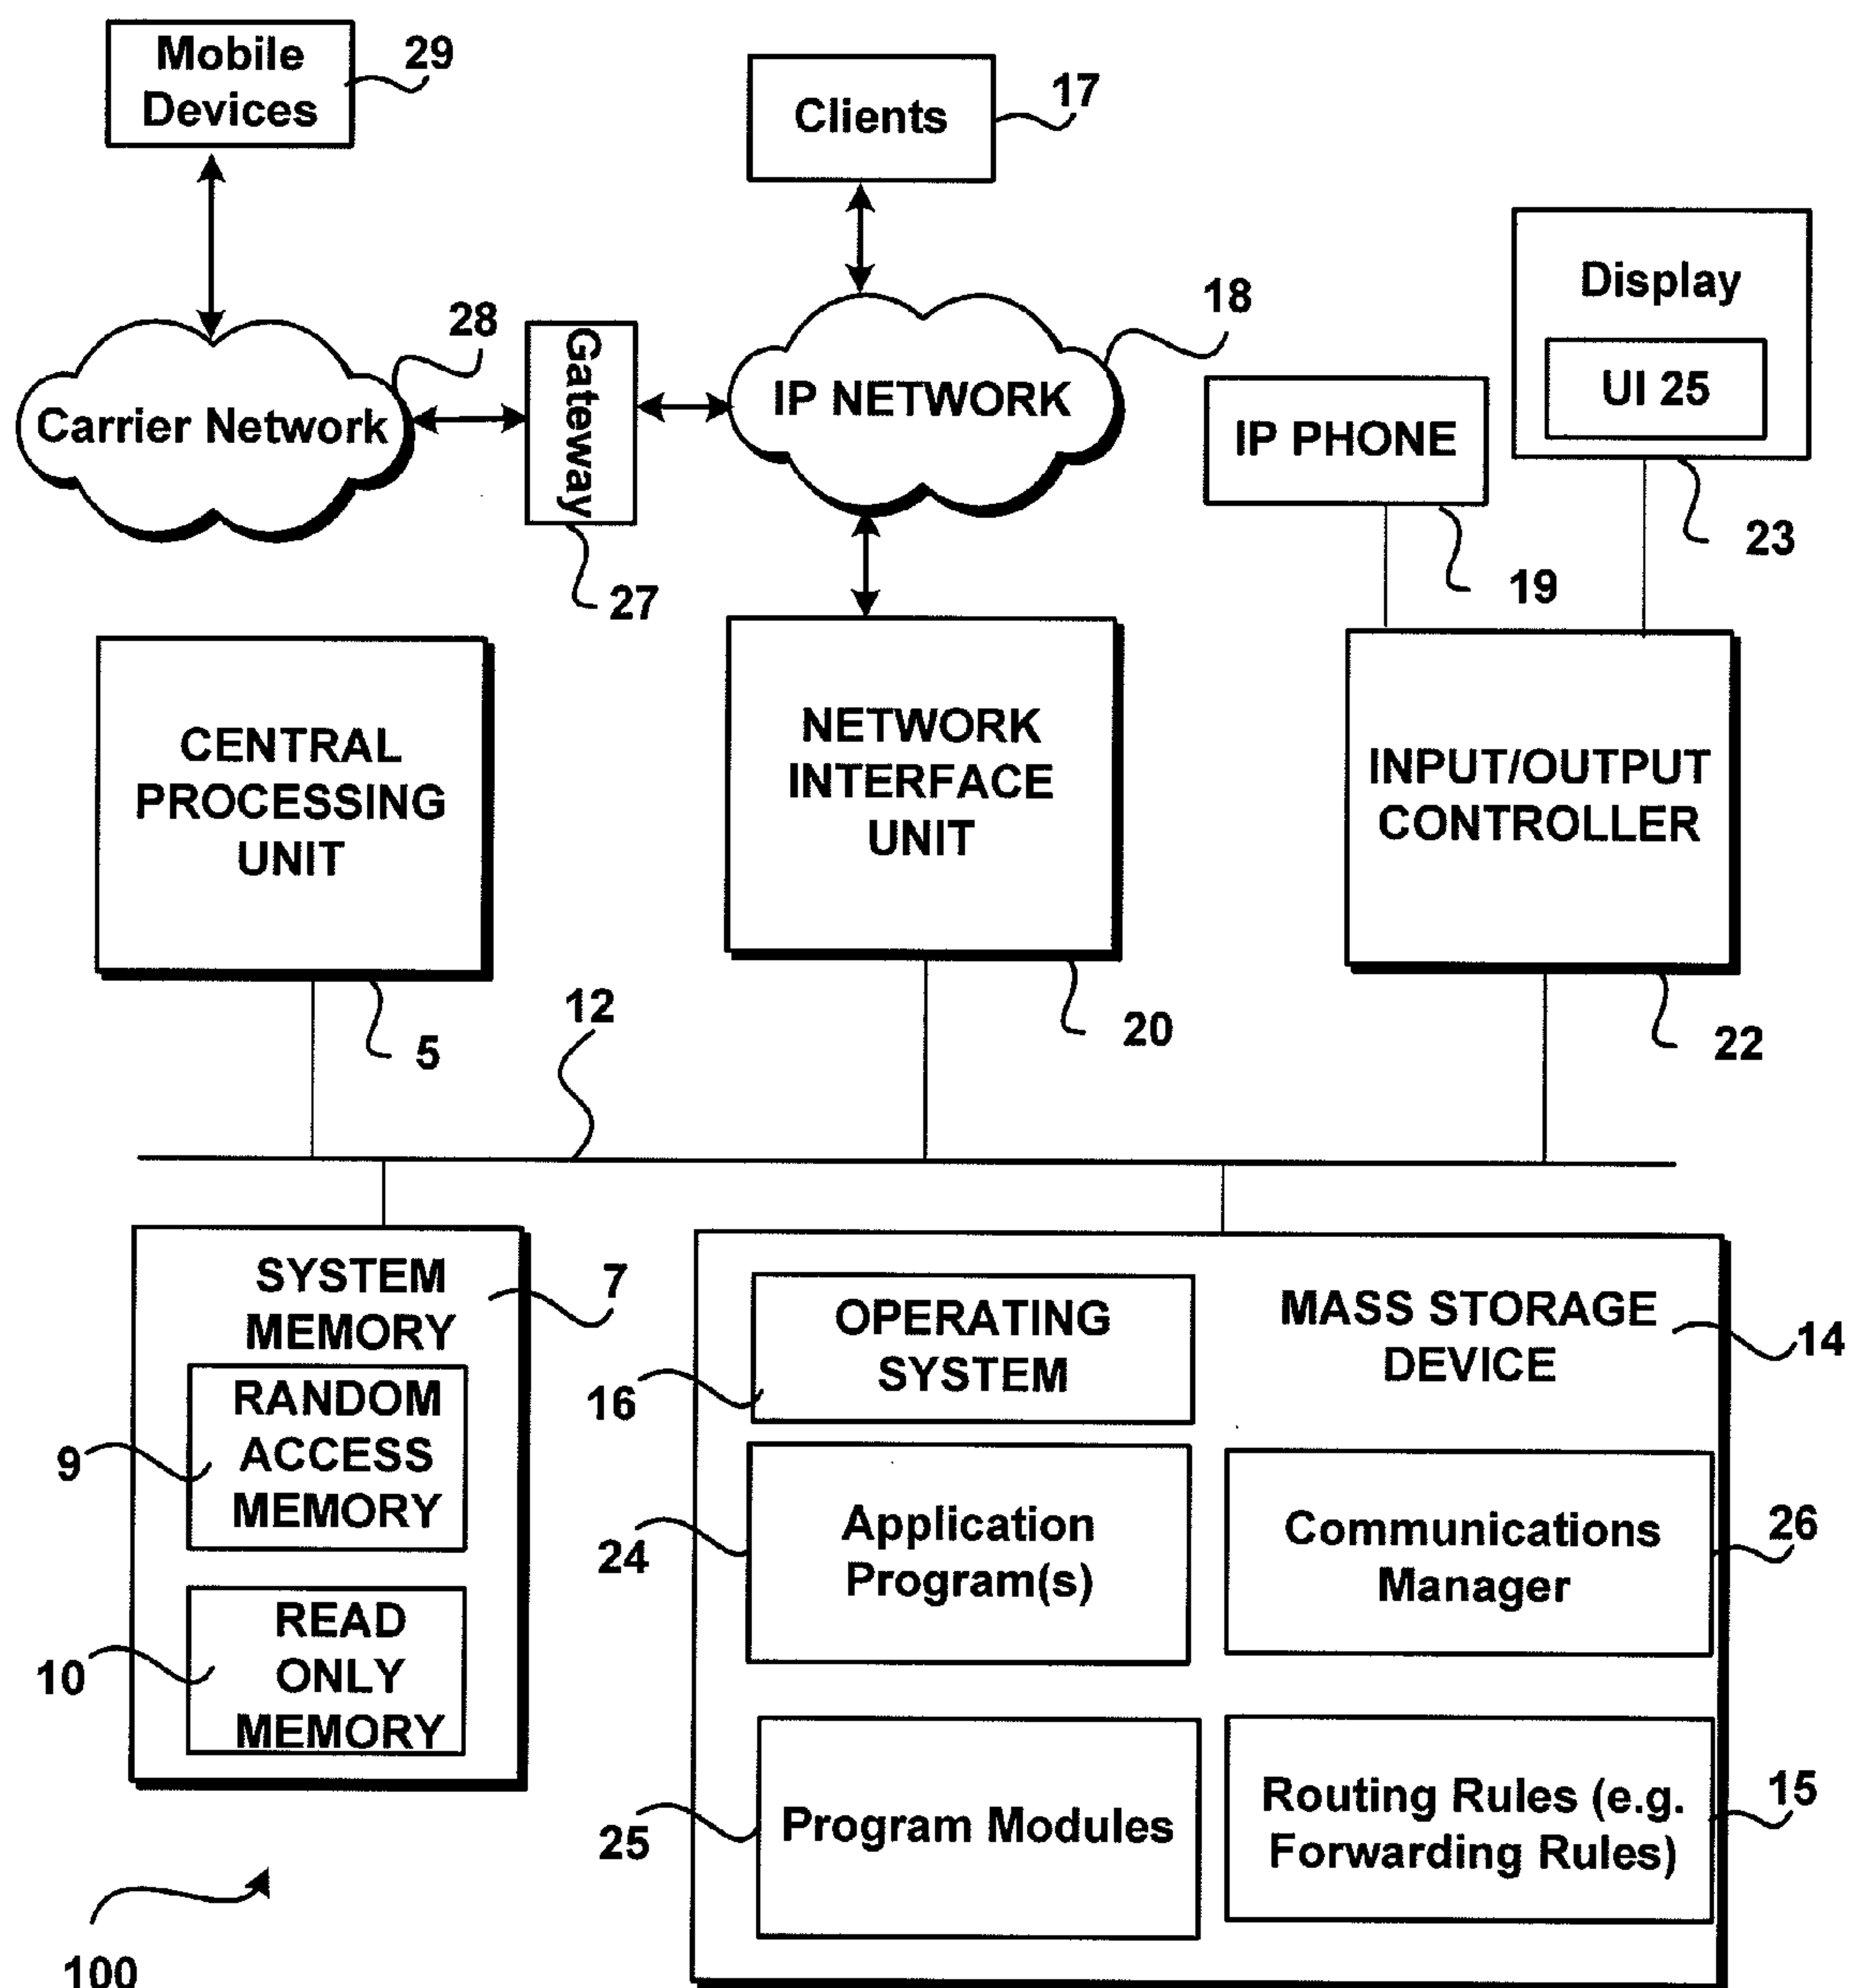 Mobile
Devices
29
Clients
17
Display
UI 25
23
Carrier Network
28
Gateway
27
IP NETWORK
18
IP PHONE
19
CENTRAL
PROCESSING
UNIT
5
NETWORK
INTERFACE
UNIT
20
INPUT/OUTPUT
CONTROLLER
22
12
SYSTEM
MEMORY
7
RANDOM
ACCESS
MEMORY
9
READ
ONLY
MEMORY
10
MASS STORAGE
DEVICE
14
OPERATING
SYSTEM
16
Application
Program(s)
24
Communications
Manager
26
Program Modules
25
Routing Rules (e.g.
Forwarding Rules)
15
100